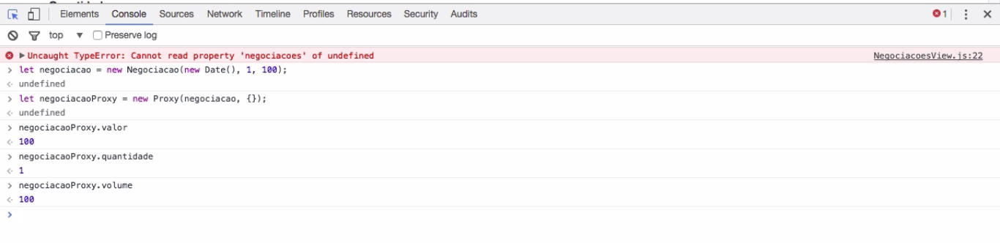 Elements Console Sources Network Timeline Profiles Resources Security Audits 1
top Preserve log
Uncaught TypeError: Cannot read property 'negociacoes' of undefined NegociacoesView.js:22
let negociacao = new Negociacao(new Date(), 1, 100);
undefined
let negociacaoProxy = new Proxy(negociacao, {});
undefined
negociacaoProxy.valor
100
negociacaoProxy.quantidade
1
negociacaoProxy.volume
100